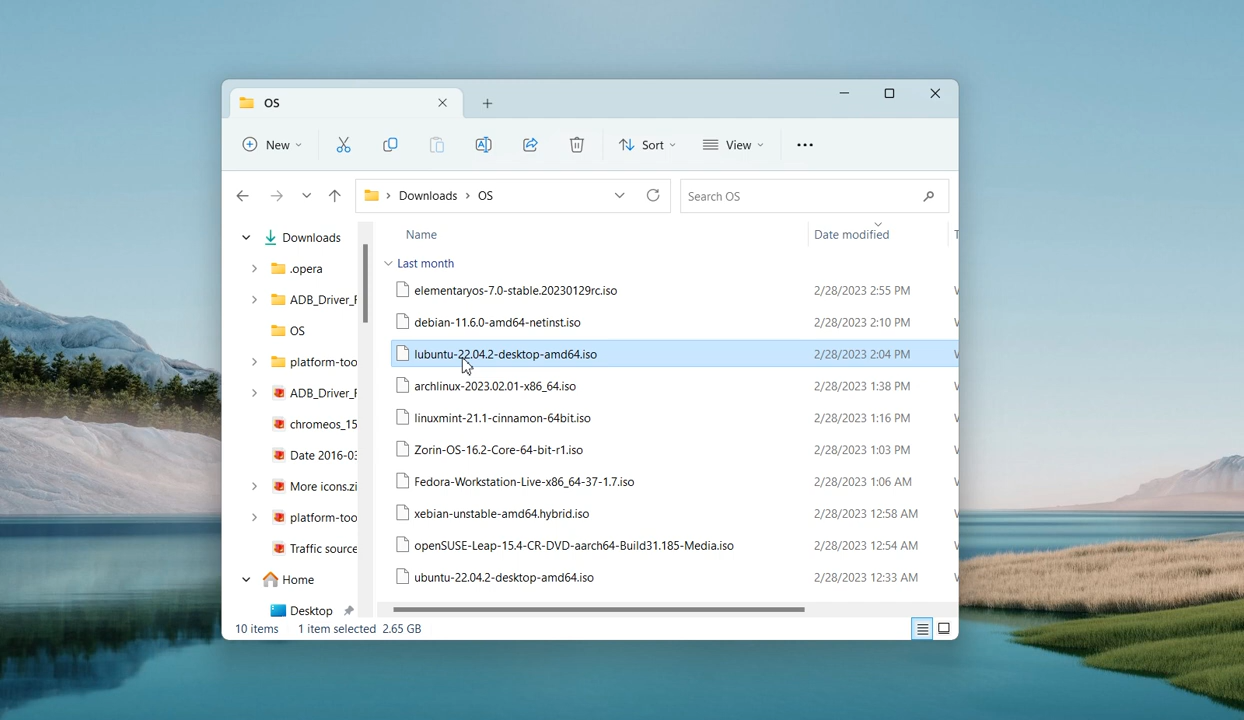 OS
New
Sort
View
Downloads > OS
Search OS
Downloads
.opera
ADB_Driver_F
OS
platform-too
ADB_Driver_F
chromeos_15
Date 2016-03
More icons.zi
platform-too
Traffic source
Home
Desktop
Name Date modified T
Last month
elementaryos-7.0-stable.20230129rc.iso 2/28/2023 2:55 PM
debian-11.6.0-amd64-netinst.iso 2/28/2023 2:10 PM
lubuntu-22.04.2-desktop-amd64.iso 2/28/2023 2:04 PM
archlinux-2023.02.01-x86_64.iso 2/28/2023 1:38 PM
linuxmint-21.1-cinnamon-64bit.iso 2/28/2023 1:16 PM
Zorin-OS-16.2-Core-64-bit-r1.iso 2/28/2023 1:03 PM
Fedora-Workstation-Live-x86_64-37-1.7.iso 2/28/2023 1:06 AM
xebian-unstable-amd64.hybrid.iso 2/28/2023 12:58 AM
openSUSE-Leap-15.4-CR-DVD-aarch64-Build31.185-Media.iso 2/28/2023 12:54 AM
ubuntu-22.04.2-desktop-amd64.iso 2/28/2023 12:33 AM
10 items 1 item selected 2.65 GB